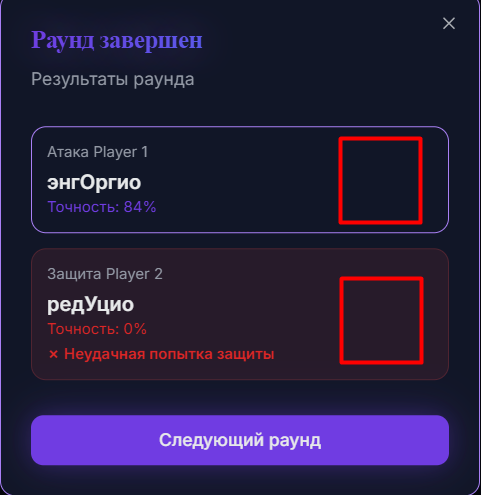 Раунд завершен
Результаты раунда
Атака Player 1
энгОргио
Точность: 84%
Защита Player 2
редУцио
Точность: 0%
× Неудачная попытка защиты
Следующий раунд